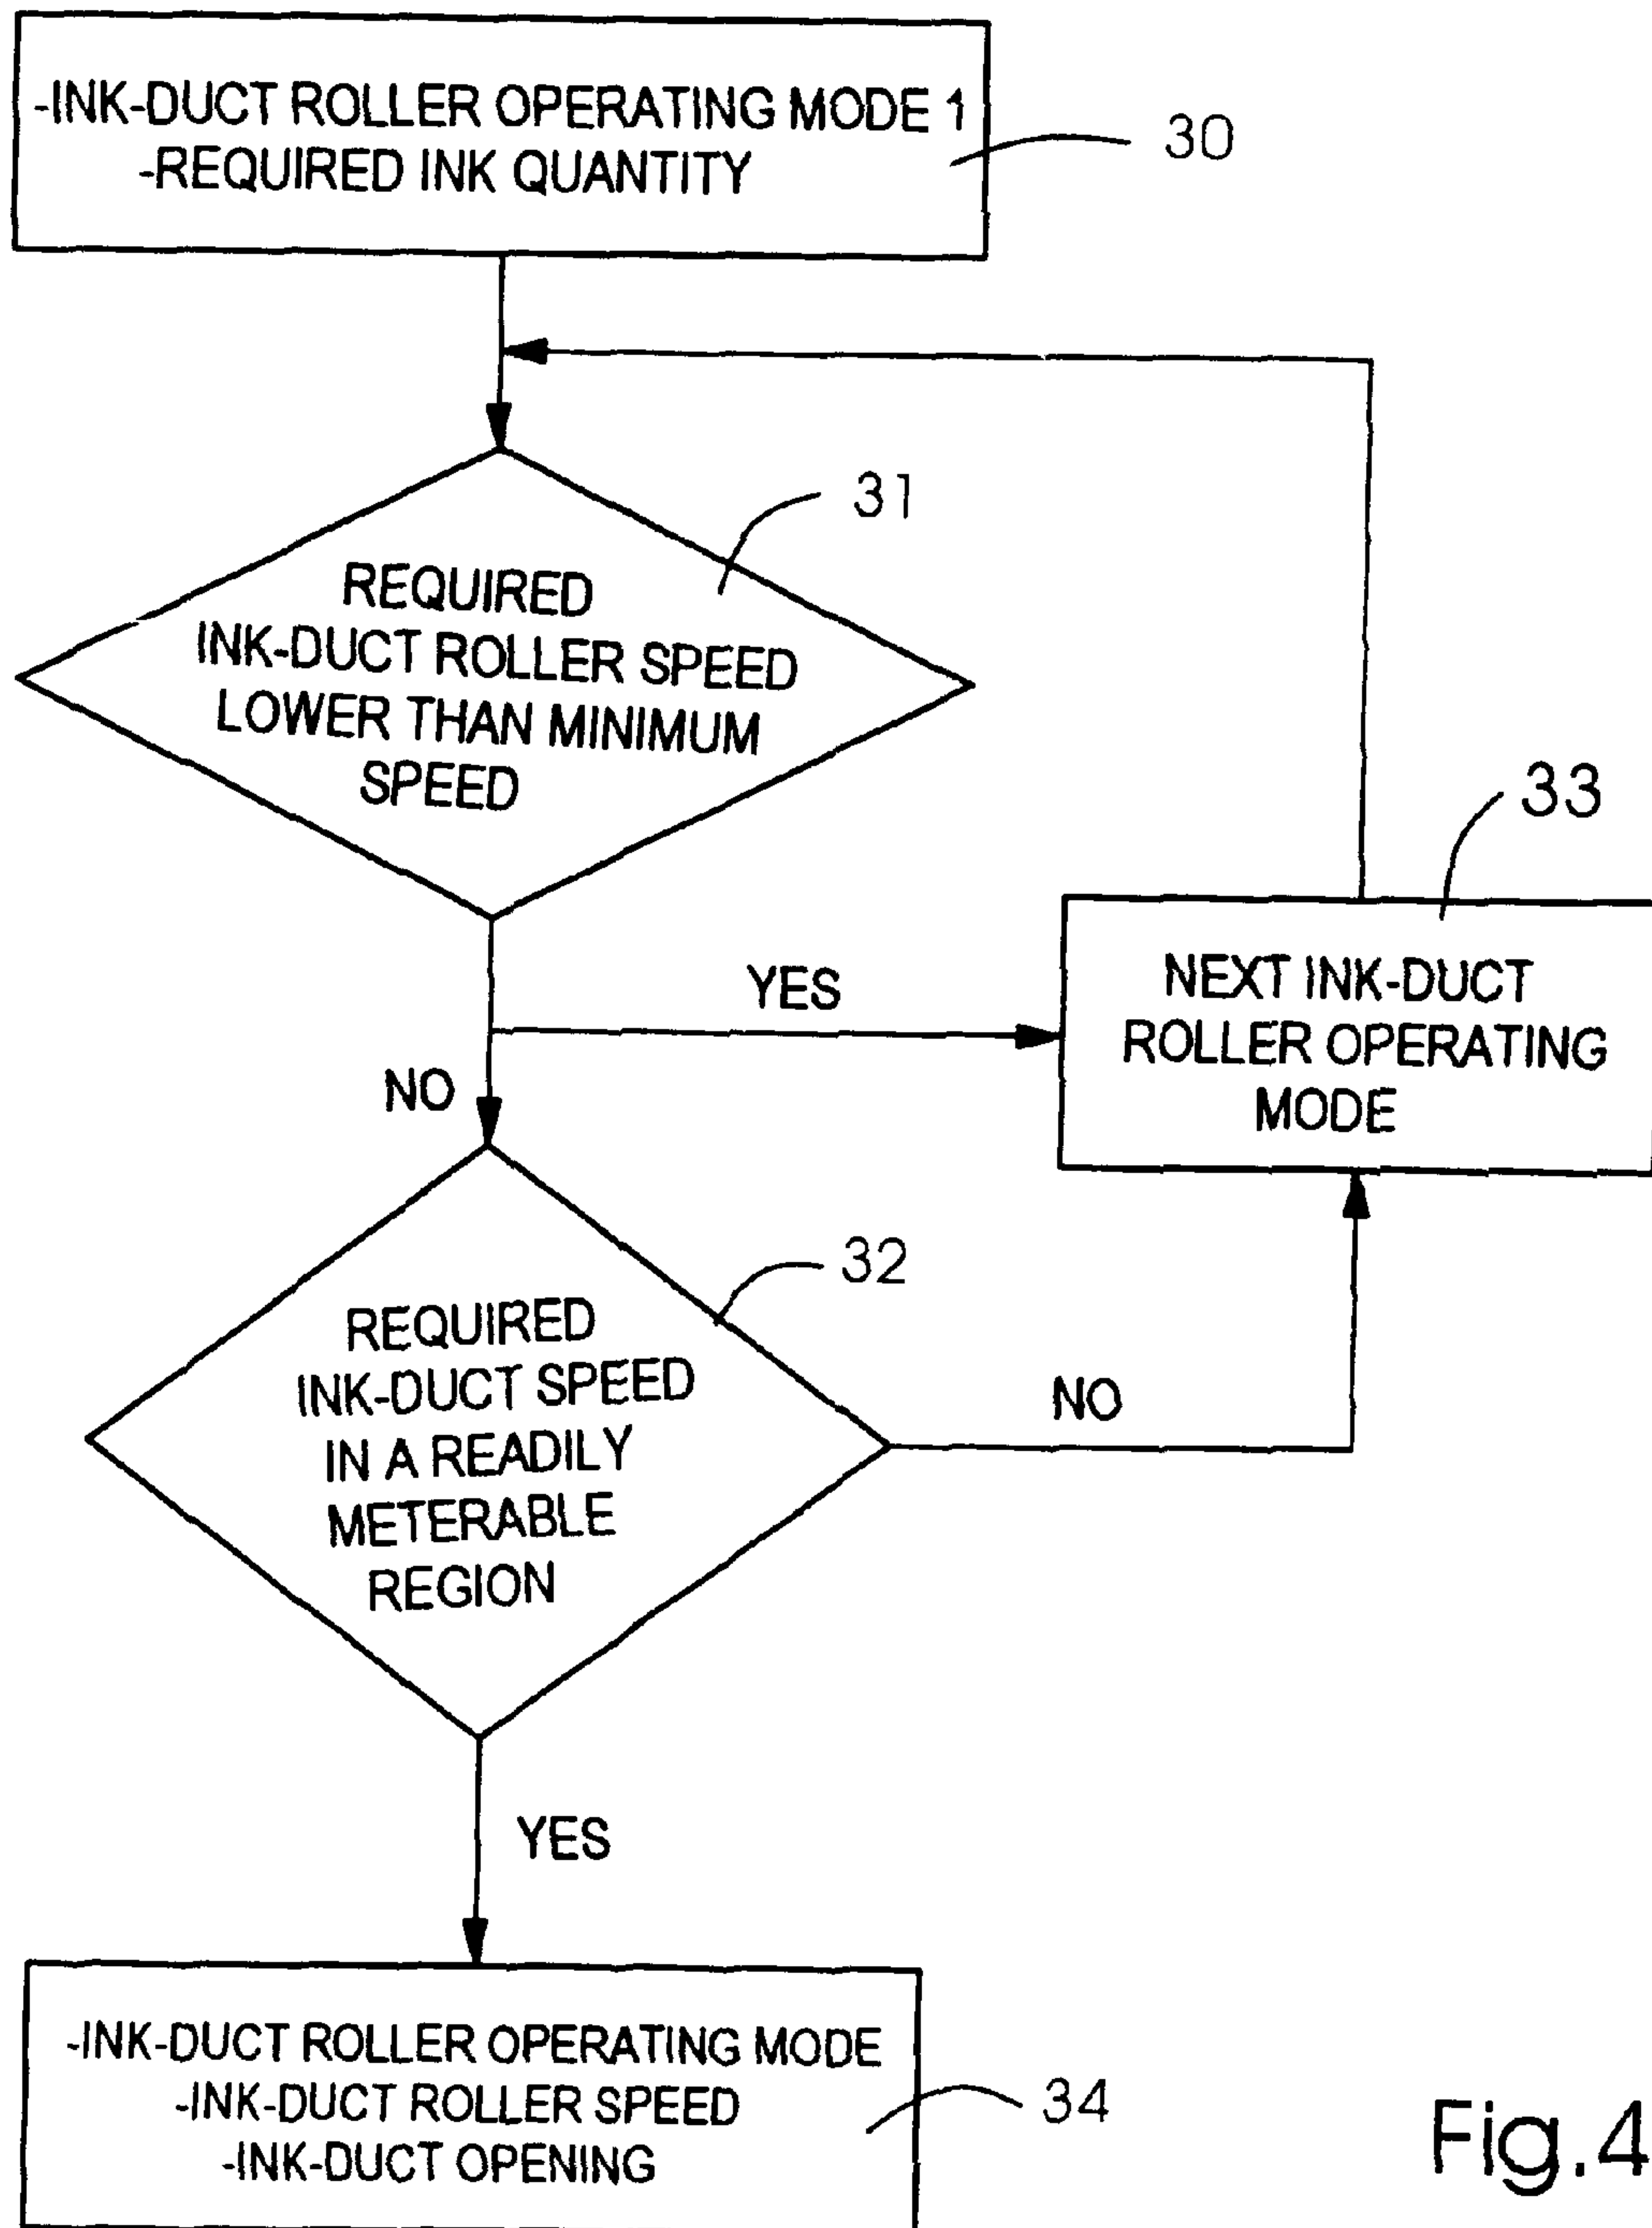 -INK-DUCT ROLLER OPERATING MODE 1
-REQUIRED INK QUANTITY
30
31
REQUIRED
INK-DUCT ROLLER SPEED
LOWER THAN MINIMUM
SPEED
33
YES
NEXT INK-DUCT
ROLLER OPERATING
MODE
NO
32
REQUIRED
INK-DUCT SPEED
IN A READILY
METERABLE
REGION
NO
YES
-INK-DUCT ROLLER OPERATING MODE
-INK-DUCT ROLLER SPEED
-INK-DUCT OPENING
34
Fig.4